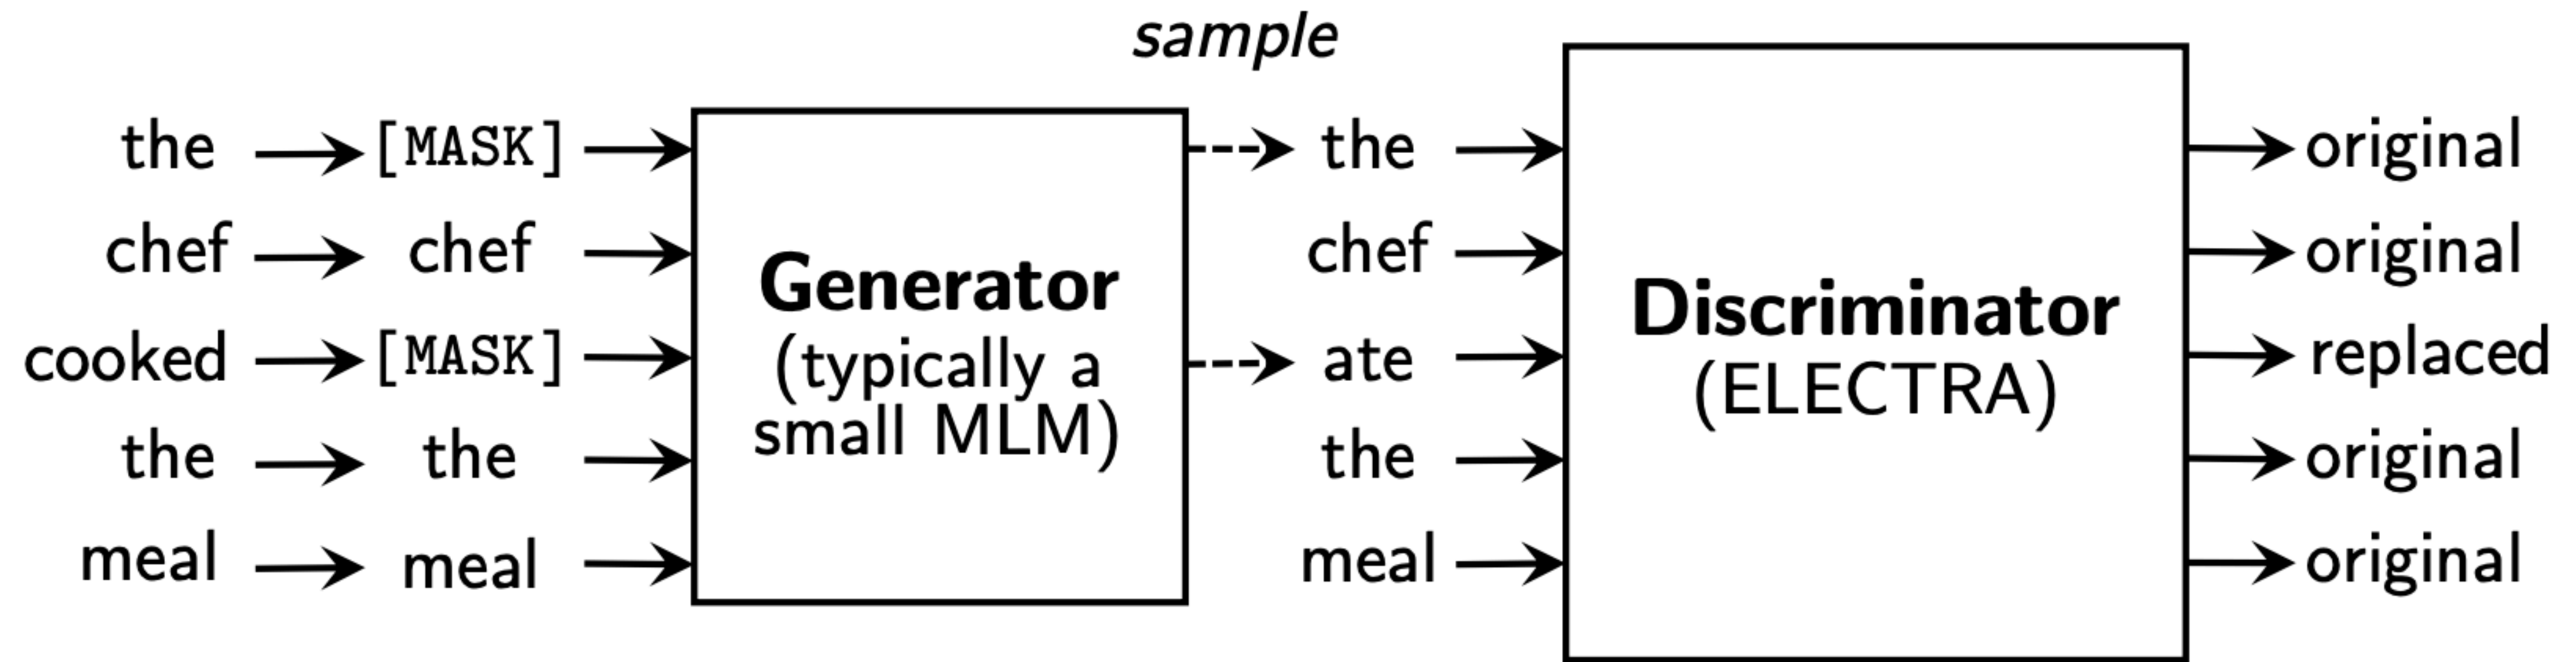 sample
the [MASK] the original
chef chef chef original
cooked [MASK] ate replaced
the the the original
meal meal meal original
Generator
(typically a
small MLM)
Discriminator
(ELECTRA)